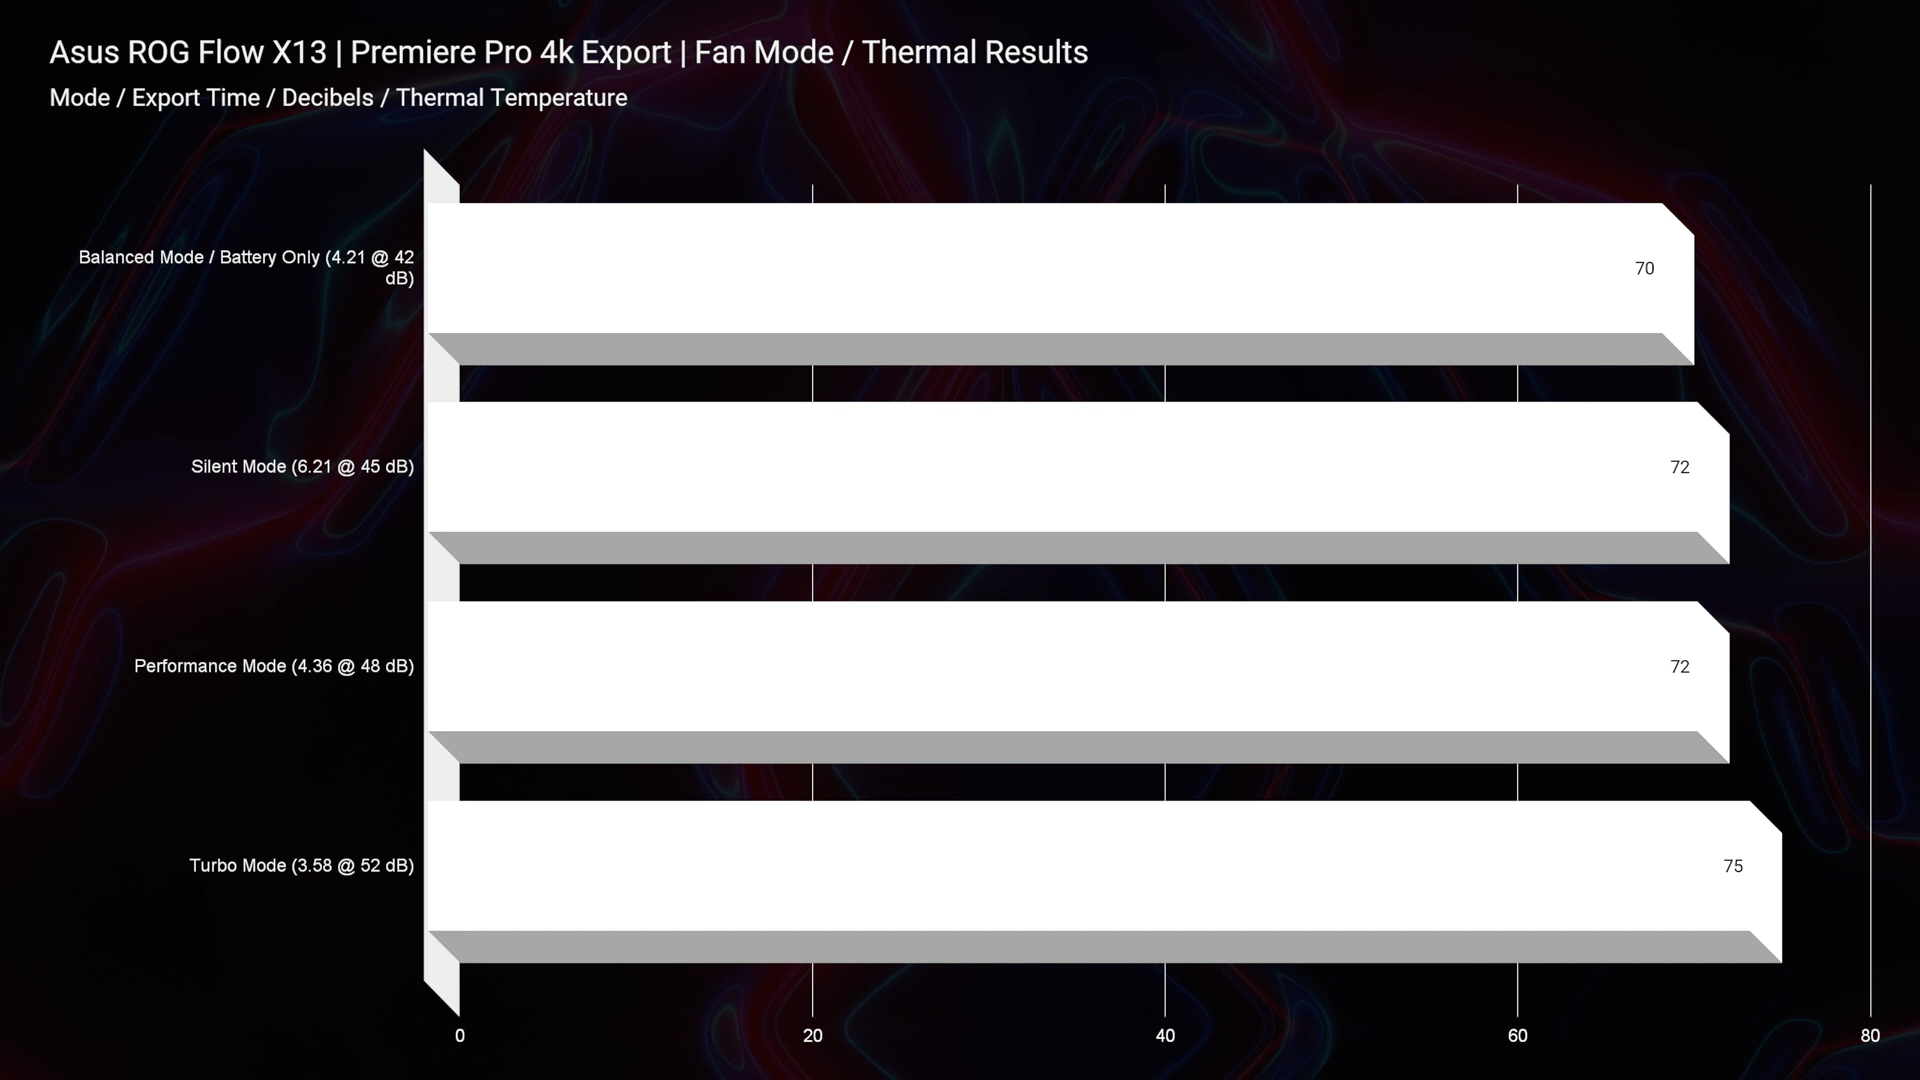 Asus ROG Flow X13 | Premiere Pro 4k Export | Fan Mode / Thermal Results
Mode / Export Time / Decibels / Thermal Temperature
Balanced Mode / Battery Only (4.21 @ 42
dB)
70
Silent Mode (6.21 @ 45 dB)
72
Performance Mode (4.36 @ 48 dB)
72
Turbo Mode (3.58 @ 52 dB)
75
0
20
40
60
80